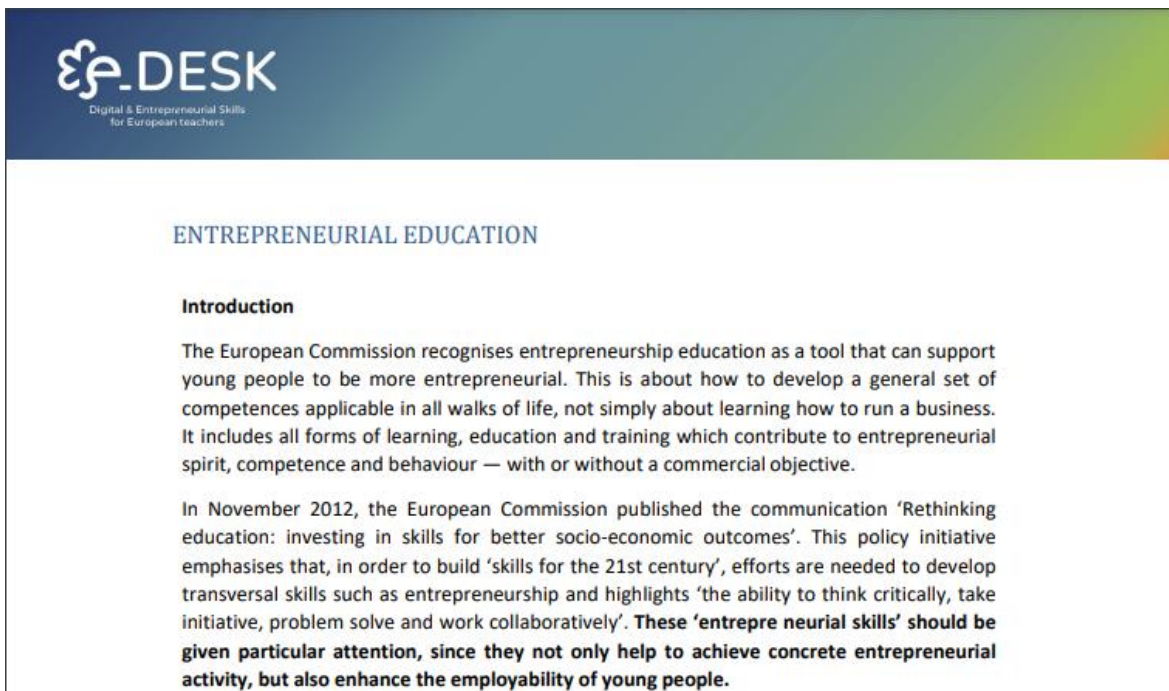 e-DESK
Digital & Entrepreneurial Skills
for European teachers
ENTREPRENEURIAL EDUCATION
Introduction
The European Commission recognises entrepreneurship education as a tool that can support
young people to be more entrepreneurial. This is about how to develop a general set of
competences applicable in all walks of life, not simply about learning how to run a business.
It includes all forms of learning, education and training which contribute to entrepreneurial
spirit, competence and behaviour — with or without a commercial objective.
In November 2012, the European Commission published the communication ‘Rethinking
education: investing in skills for better socio-economic outcomes’. This policy initiative
emphasises that, in order to build ‘skills for the 21st century’, efforts are needed to develop
transversal skills such as entrepreneurship and highlights ‘the ability to think critically, take
initiative, problem solve and work collaboratively’. These ‘entrepre neurial skills’ should be
given particular attention, since they not only help to achieve concrete entrepreneurial
activity, but also enhance the employability of young people.